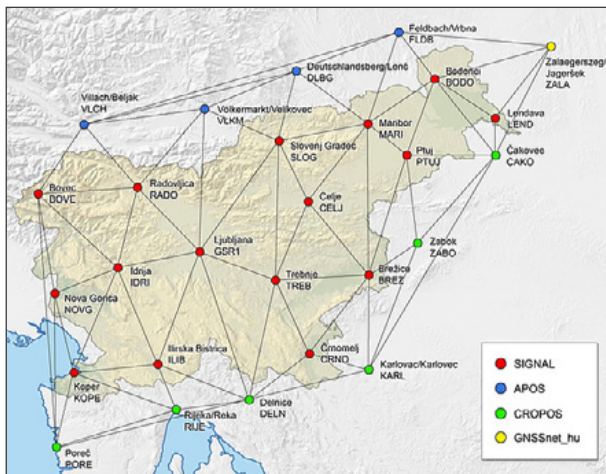 Feldbach/Vrbna
FLDB
Zalaegerszeg/
Jageršek
ZALA
Deutschlandsberg/Lonč
DLBG
Bodonci
BODO
Villach/Beljak
VLCH
Völkermarkt/Velikovec
VLKM
Lendava
LEND
Maribor
MARI
Slovenj Gradec
SLOG
Ptuj
PTUJ
Čakovec
ČAKO
Bovec
BOVE
Radovljica
RADO
Celje
CELJ
Ljubljana
GSR1
Zabok
ZABO
Idrija
IDRI
Trebnje
TREB
Brežice
BREZ
Nova Gorica
NOVG
Ilirska Bistrica
ILIB
Črnomelj
CRNO
Karlovac/Karlovec
KARL
Koper
KOPE
Delnice
DELN
Rijeka/Reka
RIJE
Poreč
PORE
SIGNAL
APOS
CROPOS
GNSSnet_hu